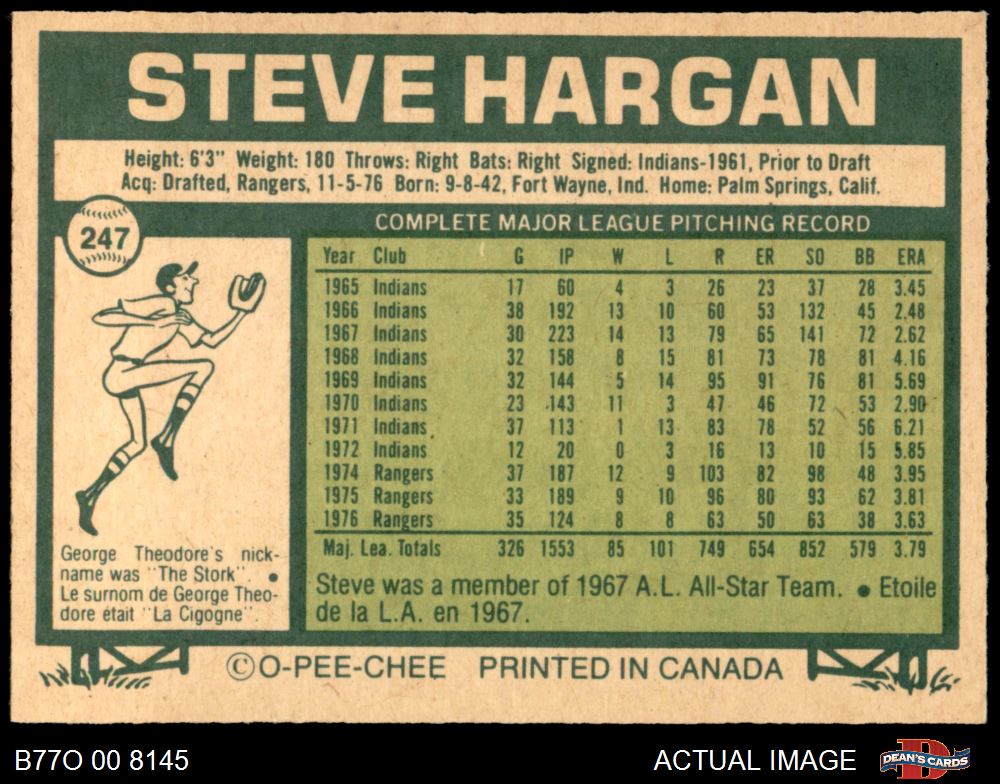 STEVE HARGAN
Height: 6'3" Weight: 180 Throws: Right Bats: Right Signed: Indians-1961, Prior to Draft
Acq: Drafted, Rangers, 11-5-76 Born: 9-8-42, Fort Wayne, Ind. Home: Palm Springs, Calif.
247
COMPLETE MAJOR LEAGUE PITCHING RECORD
Year Club G IP W L R ER SO BB ERA
1965 Indians 17 60 4 3 26 23 37 28 3.45
1966 Indians 38 192 13 10 60 53 132 45 2.48
1967 Indians 30 223 14 13 79 65 141 72 2.62
1968 Indians 32 158 8 15 81 73 78 81 4.16
1969 Indians 32 144 5 14 95 91 76 81 5.69
1970 Indians 23 143 11 3 47 46 72 53 2.90
1971 Indians 37 113 1 13 83 78 52 56 6.21
1972 Indians 12 20 0 3 16 13 10 15 5.85
1974 Rangers 37 187 12 9 103 82 98 48 3.95
1975 Rangers 33 189 9 10 96 80 93 62 3.81
1976 Rangers 35 124 8 8 63 50 63 38 3.63
Maj. Lea. Totals 326 1553 85 101 749 654 852 579 3.79
George Theodore's nick-
name was "The Stork". •
Le surnom de George Theo-
dore était "La Cigogne".
Steve was a member of 1967 A.L. All-Star Team. • Etoile
de la L.A. en 1967.
© O-PEE-CHEE PRINTED IN CANADA
B77O 00 8145
ACTUAL IMAGE
D
DEAN'S CARDS